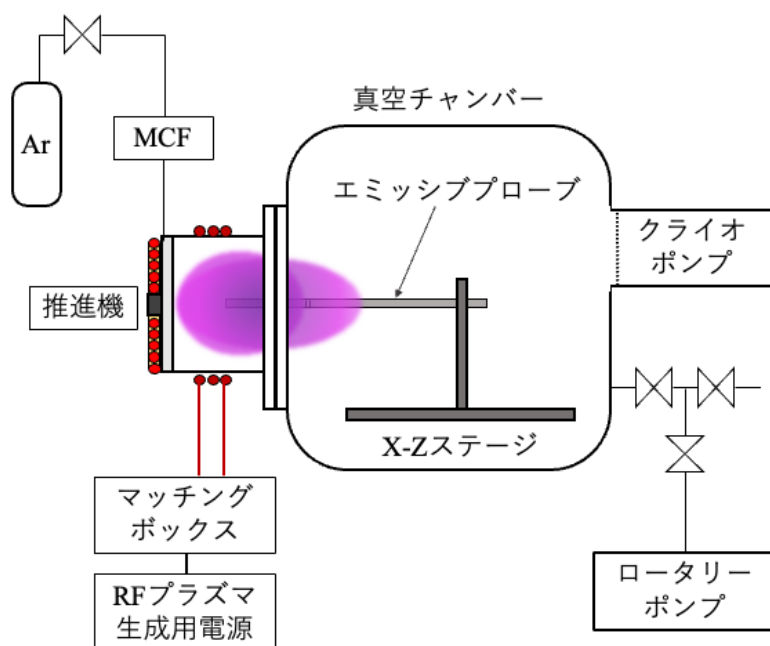 Ar
MCF
真空チャンバー
エミッシブプローブ
クライオ
ポンプ
推進機
X-Zステージ
マッチング
ボックス
RFプラズマ
生成用電源
ロータリー
ポンプ